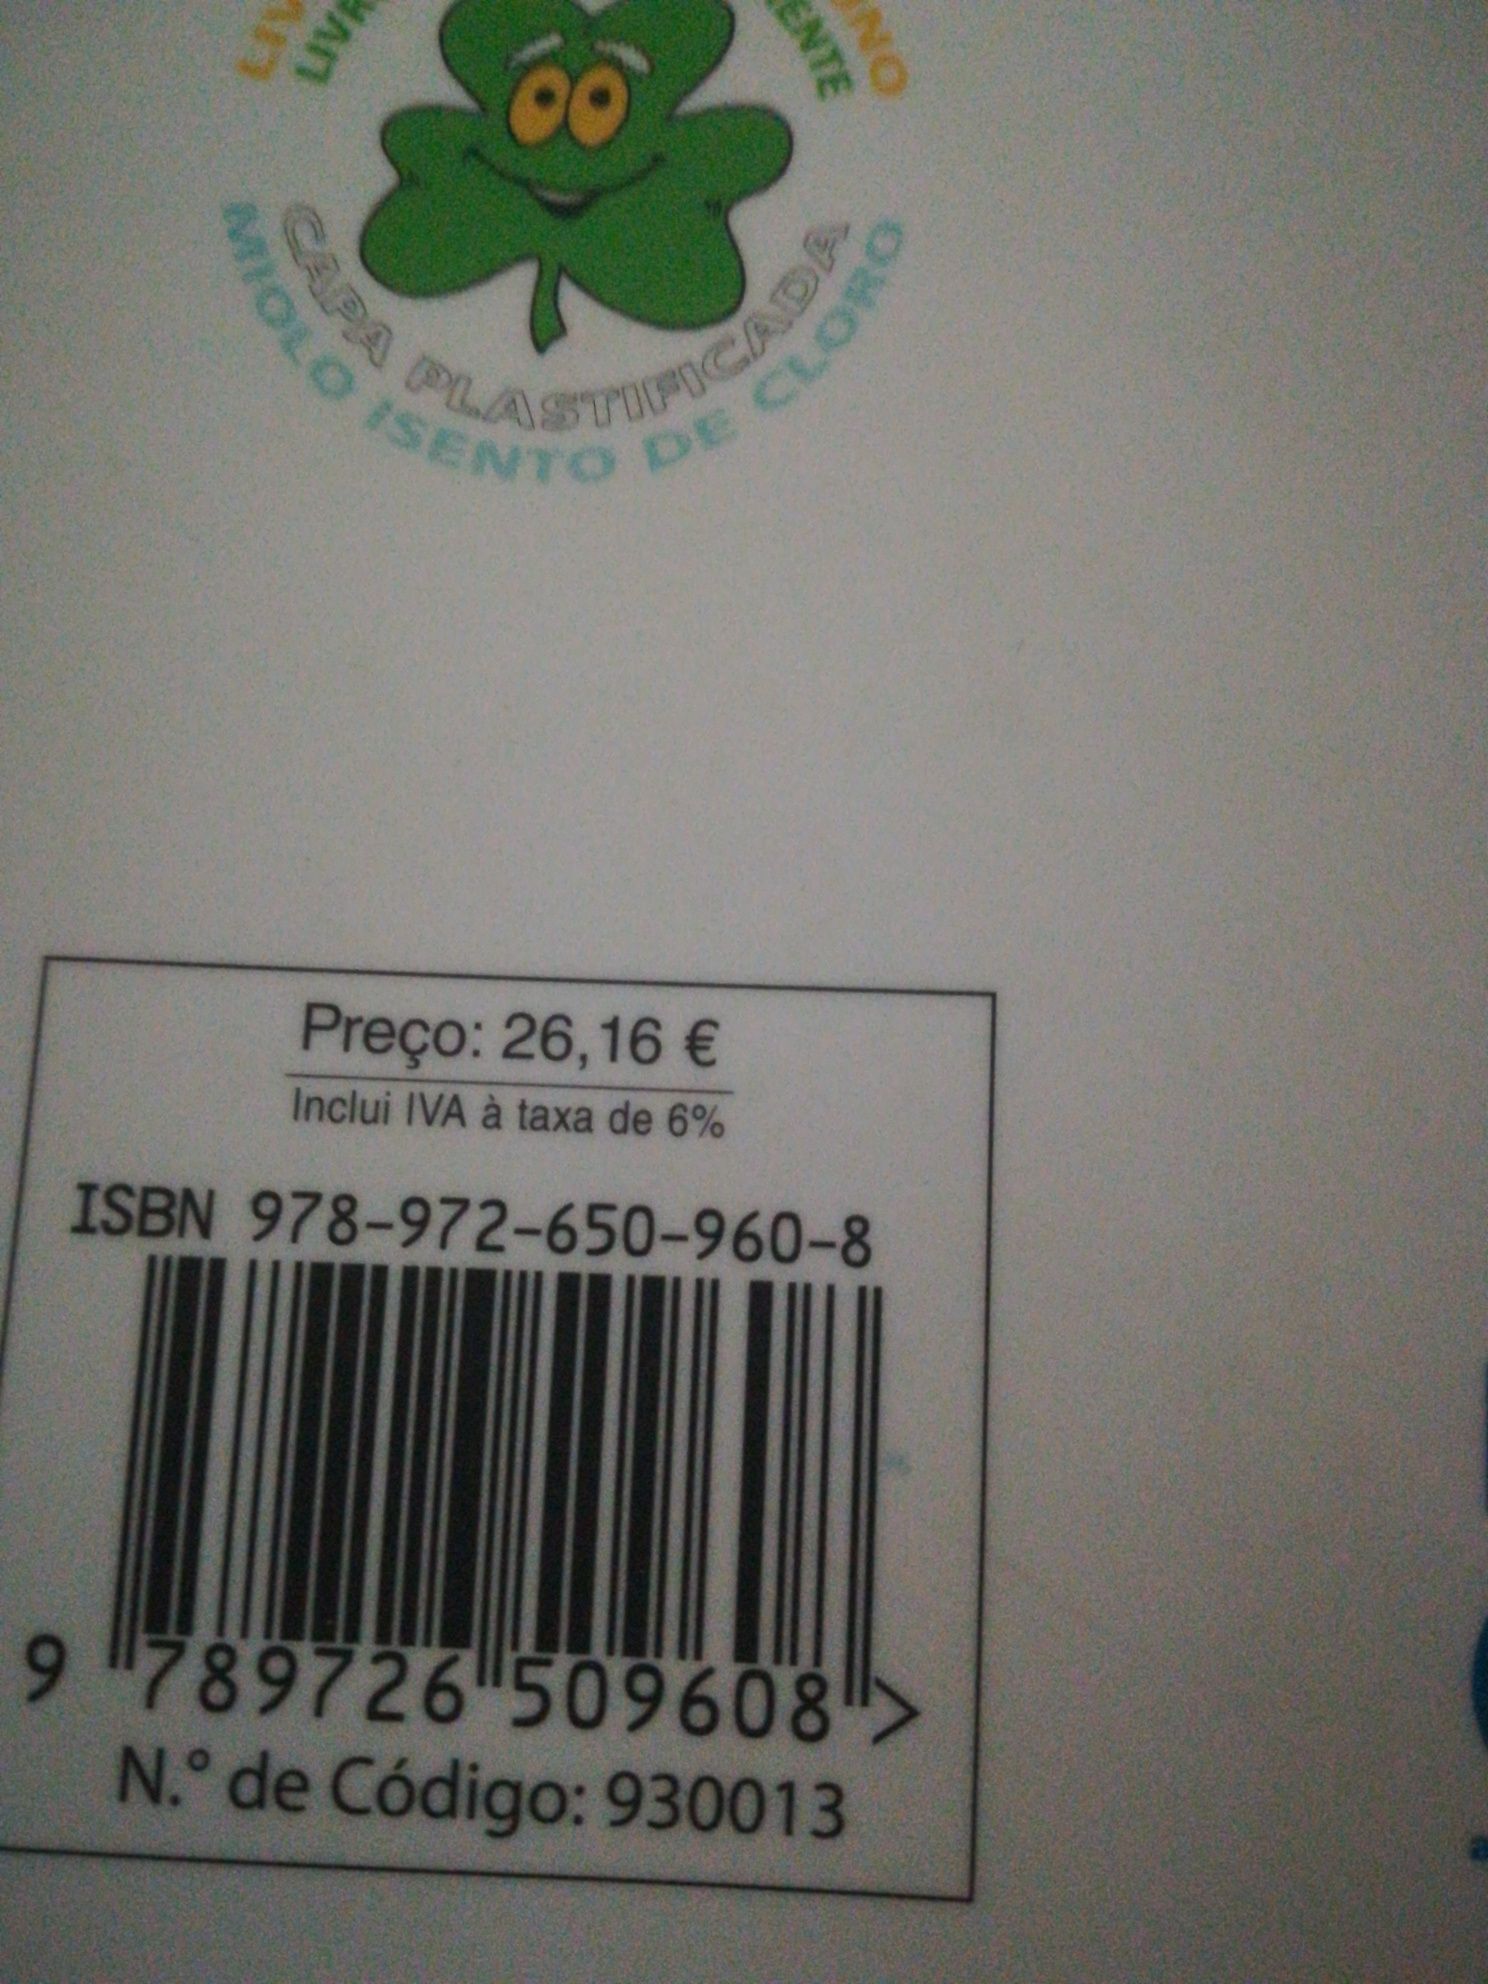 CAPA PLASTIFICADA
MIOLO ISENTO DE CLORO
Preço: 26,16 €
Inclui IVA à taxa de 6%
ISBN 978-972-650-960-8
9 789726 509608 >
N.º de Código: 930013